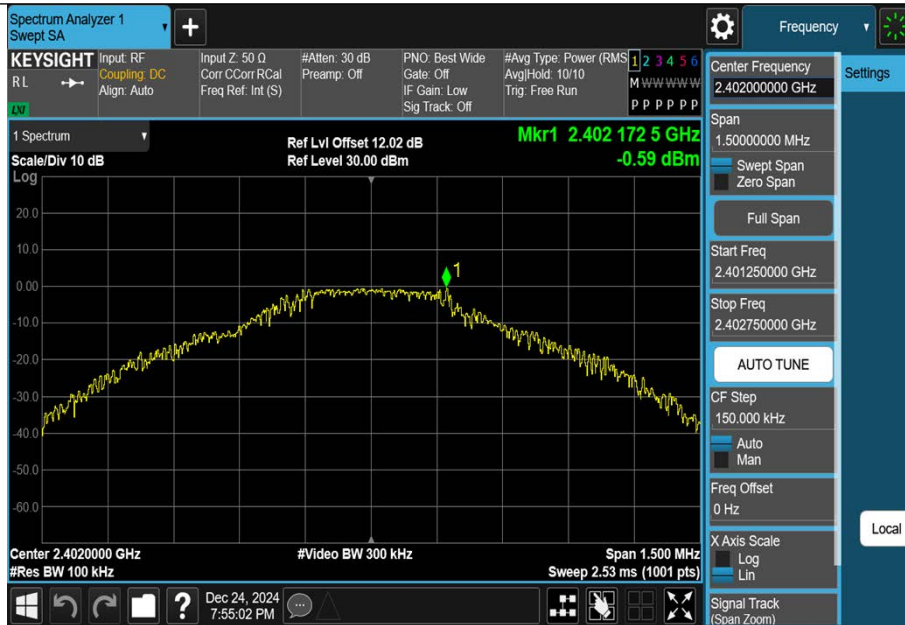 Spectrum Analyzer 1
Swept SA
+
Frequency
KEYSIGHT
R L
LXI
Input: RF
Coupling: DC
Align: Auto
Input Z: 50 Ω
Corr CCorr RCal
Freq Ref: Int (S)
#Atten: 30 dB
Preamp: Off
PNO: Best Wide
Gate: Off
IF Gain: Low
Sig Track: Off
#Avg Type: Power (RMS
Avg|Hold: 10/10
Trig: Free Run
1 2 3 4 5 6
M W W W W W
P P P P P P
1 Spectrum
Scale/Div 10 dB
Log
Ref Lvl Offset 12.02 dB
Ref Level 30.00 dBm
Mkr1 2.402 172 5 GHz
-0.59 dBm
20.0
10.0
0.00
-10.0
-20.0
-30.0
-40.0
-50.0
-60.0
1
Center 2.4020000 GHz
#Res BW 100 kHz
#Video BW 300 kHz
Span 1.500 MHz
Sweep 2.53 ms (1001 pts)
Center Frequency
2.402000000 GHz
Span
1.50000000 MHz
Swept Span
Zero Span
Full Span
Start Freq
2.401250000 GHz
Stop Freq
2.402750000 GHz
AUTO TUNE
CF Step
150.000 kHz
Auto
Man
Freq Offset
0 Hz
X Axis Scale
Log
Lin
Signal Track
(Span Zoom)
Settings
Local
?
Dec 24, 2024
7:55:02 PM